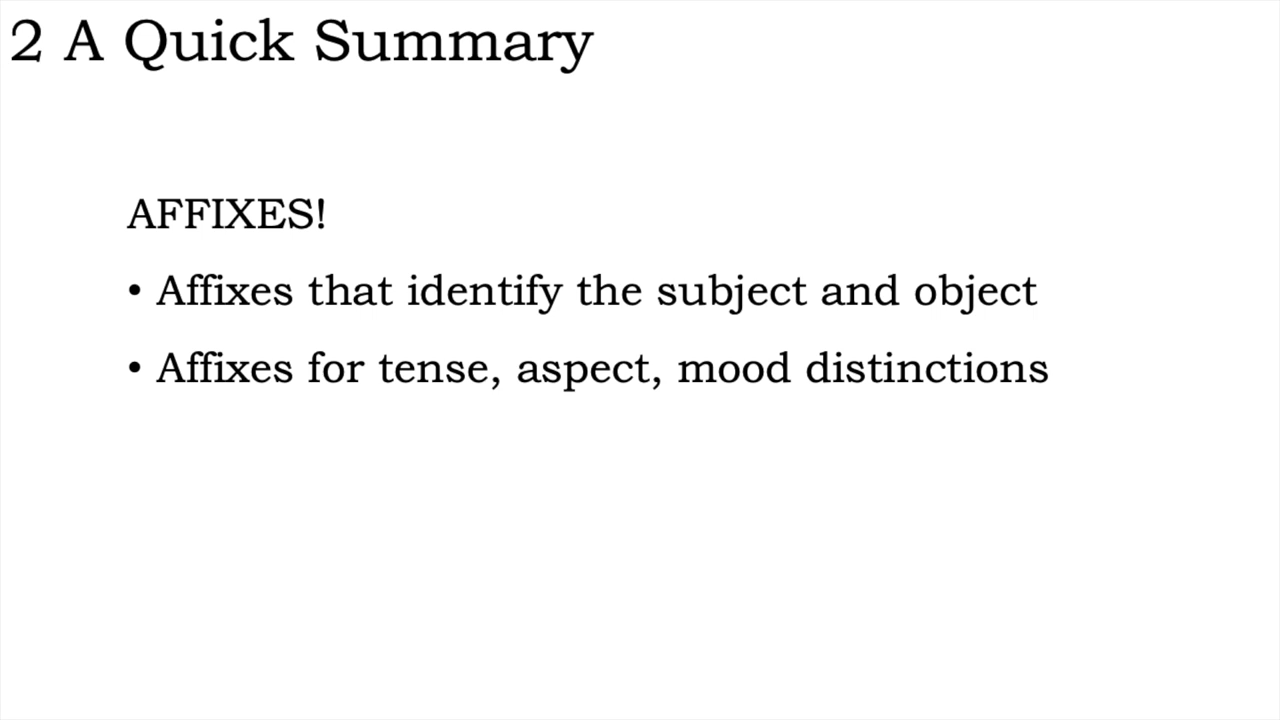 2 A Quick Summary
AFFIXES!
• Affixes that identify the subject and object
• Affixes for tense, aspect, mood distinctions